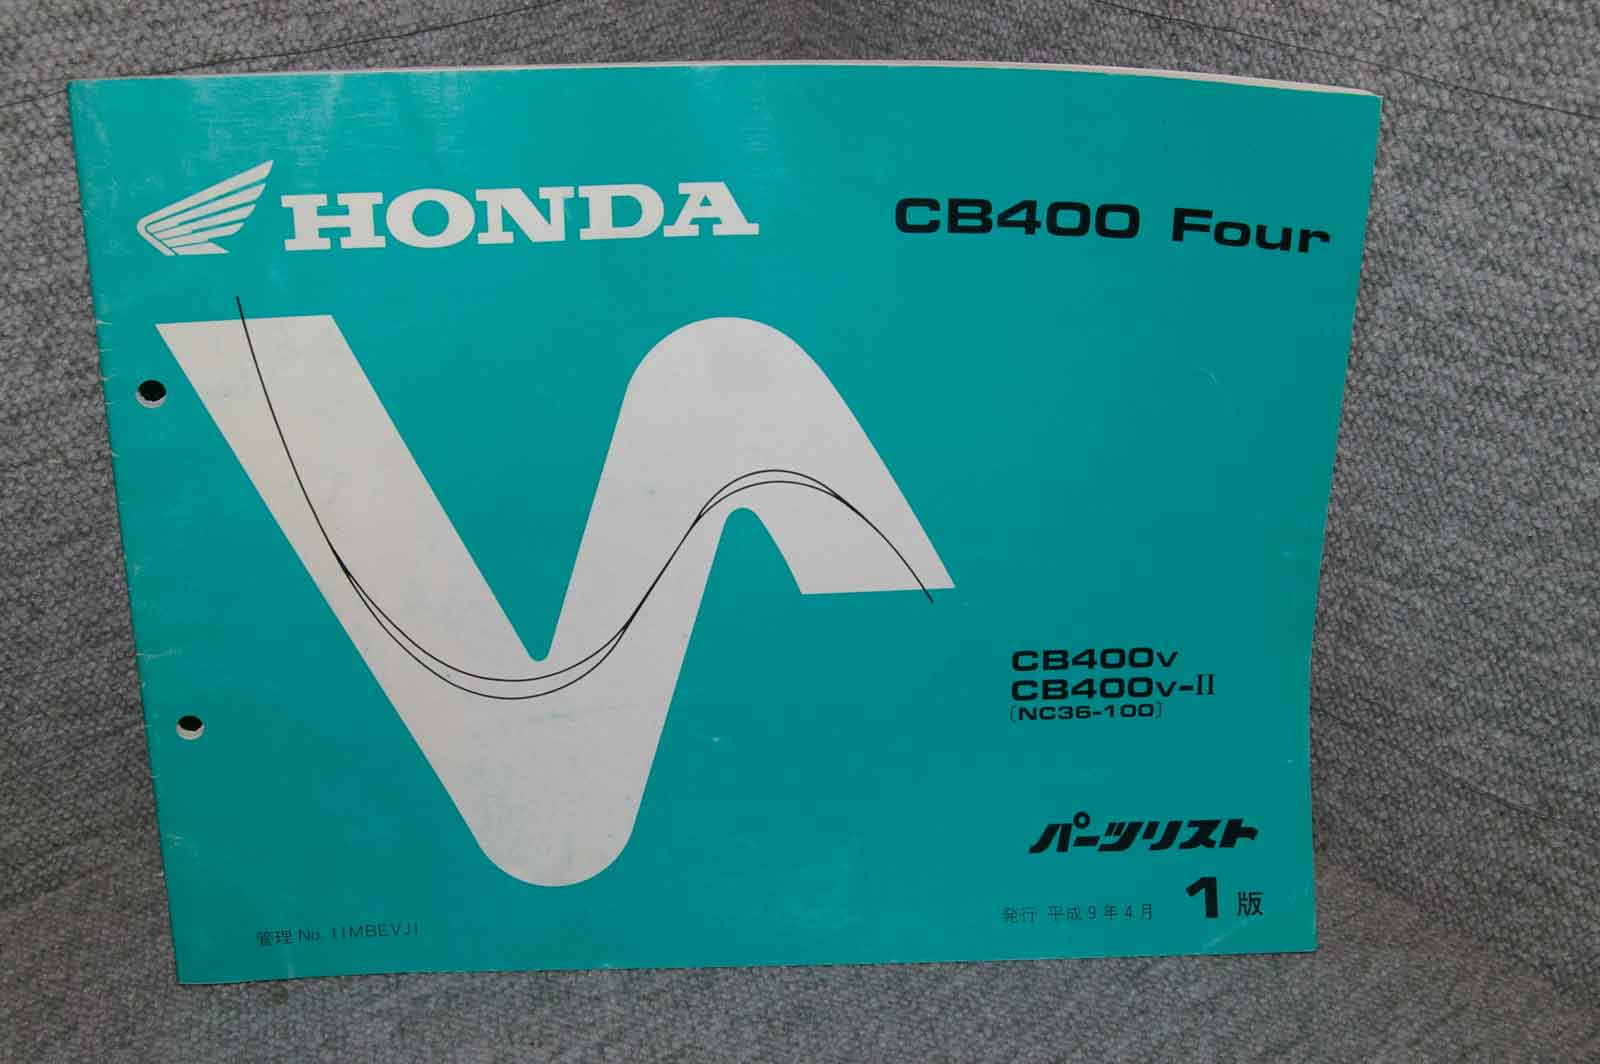 HONDA
CB400 Four
CB400V
CB400V-II
〔NC36-100〕
パーツリスト
発行 平成9年4月 1版
管理 No. 11MBEVJ1